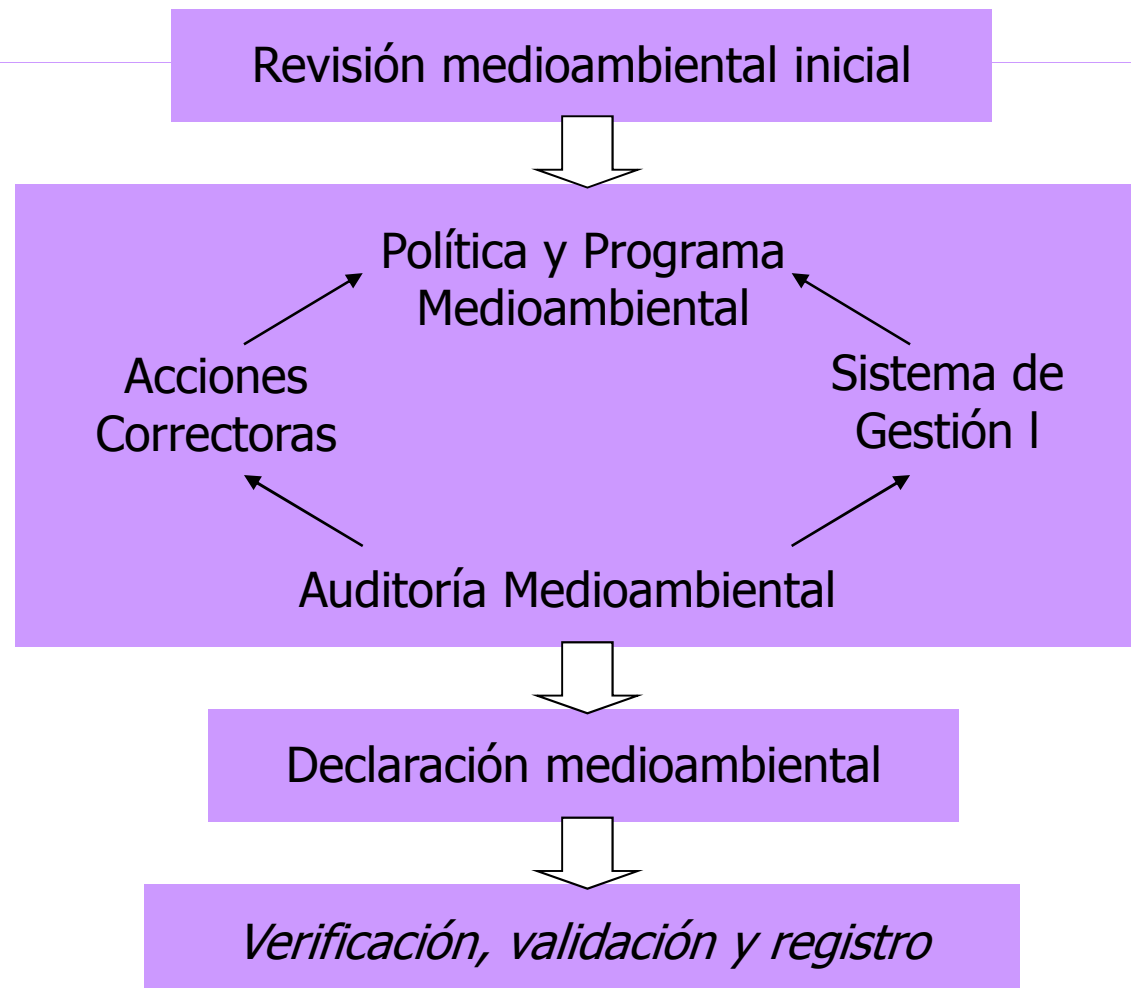 Revisión medioambiental inicial
Política y Programa
Medioambiental
Acciones
Correctoras
Sistema de
Gestión l
Auditoría Medioambiental
Declaración medioambiental
Verificación, validación y registro